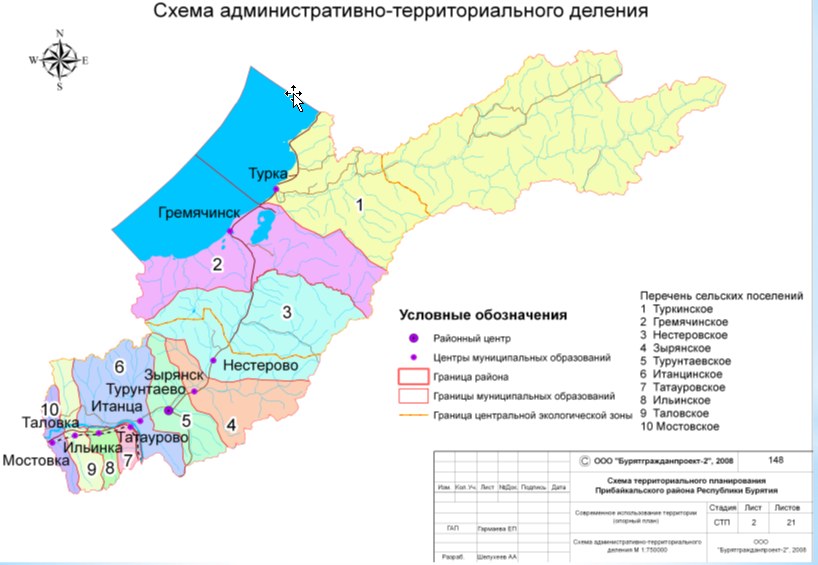 Схема административно-территориального деления
N
W E
S
Турка
Гремячинск
1
2
3
Нестерово
Зырянск
Турунтаево
6
Итанца
10
Таловка
Татаурово
5
4
Ильинка
Мостовка
9
8
7
Условные обозначения
Районный центр
Центры муниципальных образований
Граница района
Границы муниципальных образований
Граница центральной экологической зоны
Перечень сельских поселений
1 Туркинское
2 Гремячинское
3 Нестеровское
4 Зырянское
5 Турунтаевское
6 Итанцинское
7 Татауровское
8 Ильинское
9 Таловское
10 Мостовское
© ООО "Бурятгражданпроект-2", 2008 148
Схема территориального планирования
Прибайкальского района Республики Бурятия
Изм. Кол.Уч. Лист №Док. Подпись Дата
Современное использование территории
(опорный план)
Стадия Лист Листов
СТП 2 21
ГАП
Схема административно-территориального
деления М 1:750000
ООО
"Бурятгражданпроект-2", 2008
Разраб. Шелухеев АА